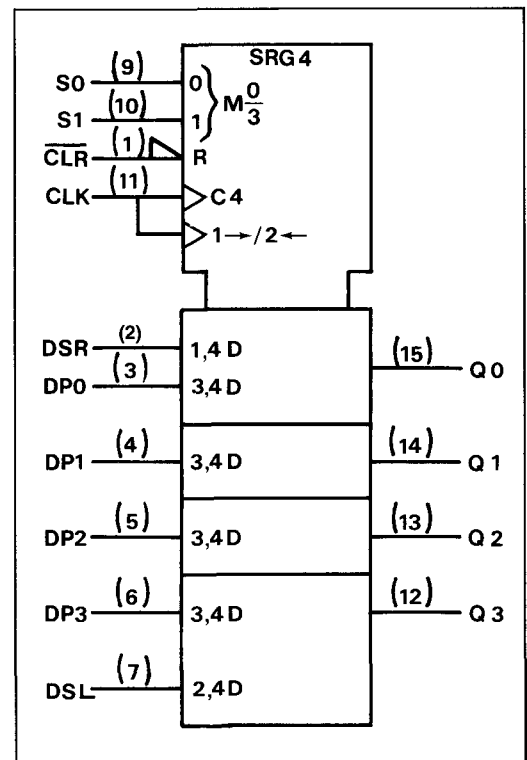 SRG4
S0 (9) 0
S1 (10) 1 } M 0/3
CLR (1) R
CLK (11) C4
1→/2←
DSR (2) 1,4D (15) Q0
DP0 (3) 3,4D
DP1 (4) 3,4D (14) Q1
DP2 (5) 3,4D (13) Q2
DP3 (6) 3,4D (12) Q3
DSL (7) 2,4D